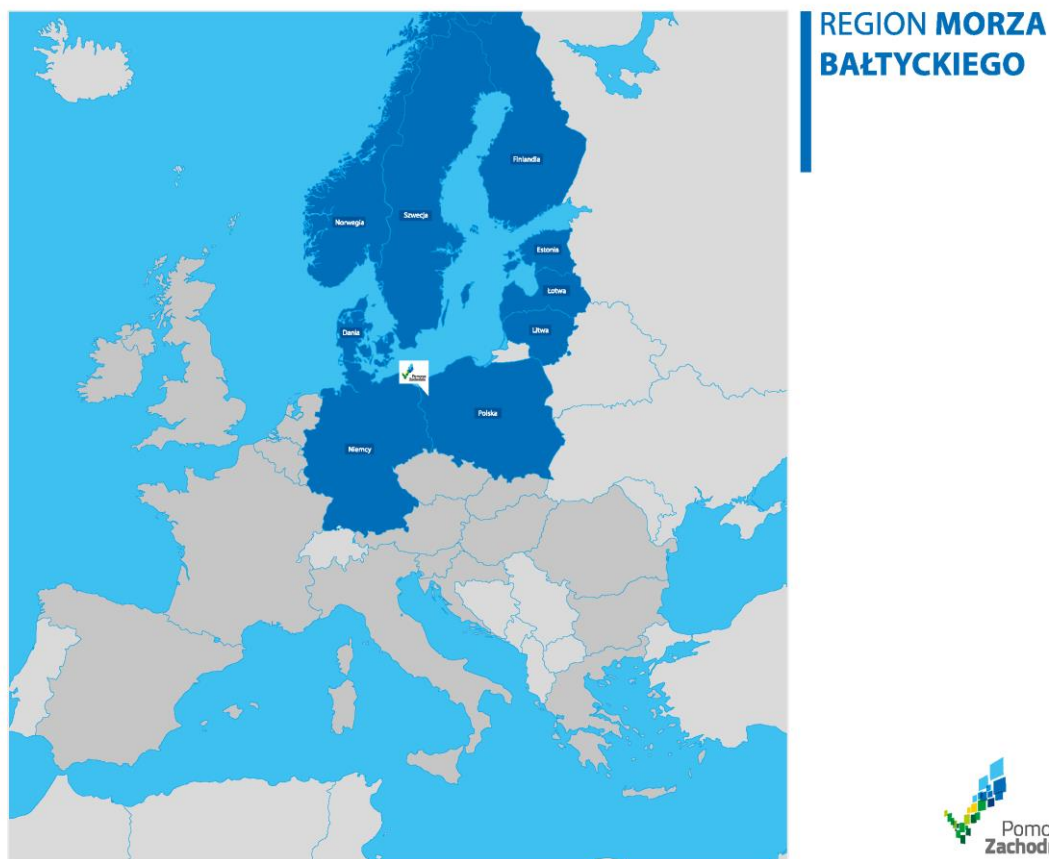 REGION MORZA
BAŁTYCKIEGO
Finlandia
Norwegia
Szwecja
Estonia
Łotwa
Dania
Litwa
Polska
Niemcy
Pomo
Zachodn